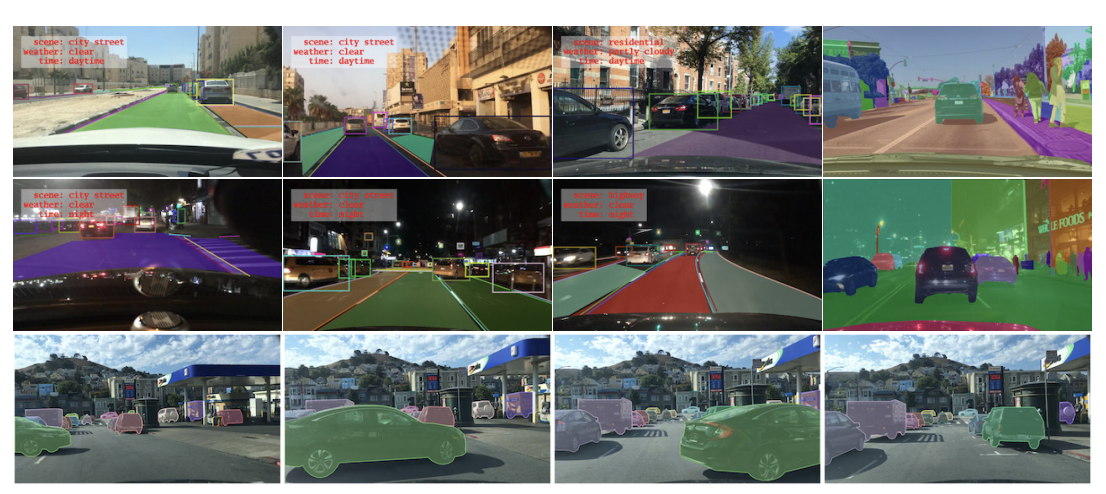 scene: city street
weather: clear
time: daytime
scene: city street
weather: clear
time: daytime
scene: residential
weather: partly cloudy
time: daytime
scene: city street
weather: clear
time: night
scene: city street
weather: clear
time: night
scene: highway
weather: clear
time: night
FOODS